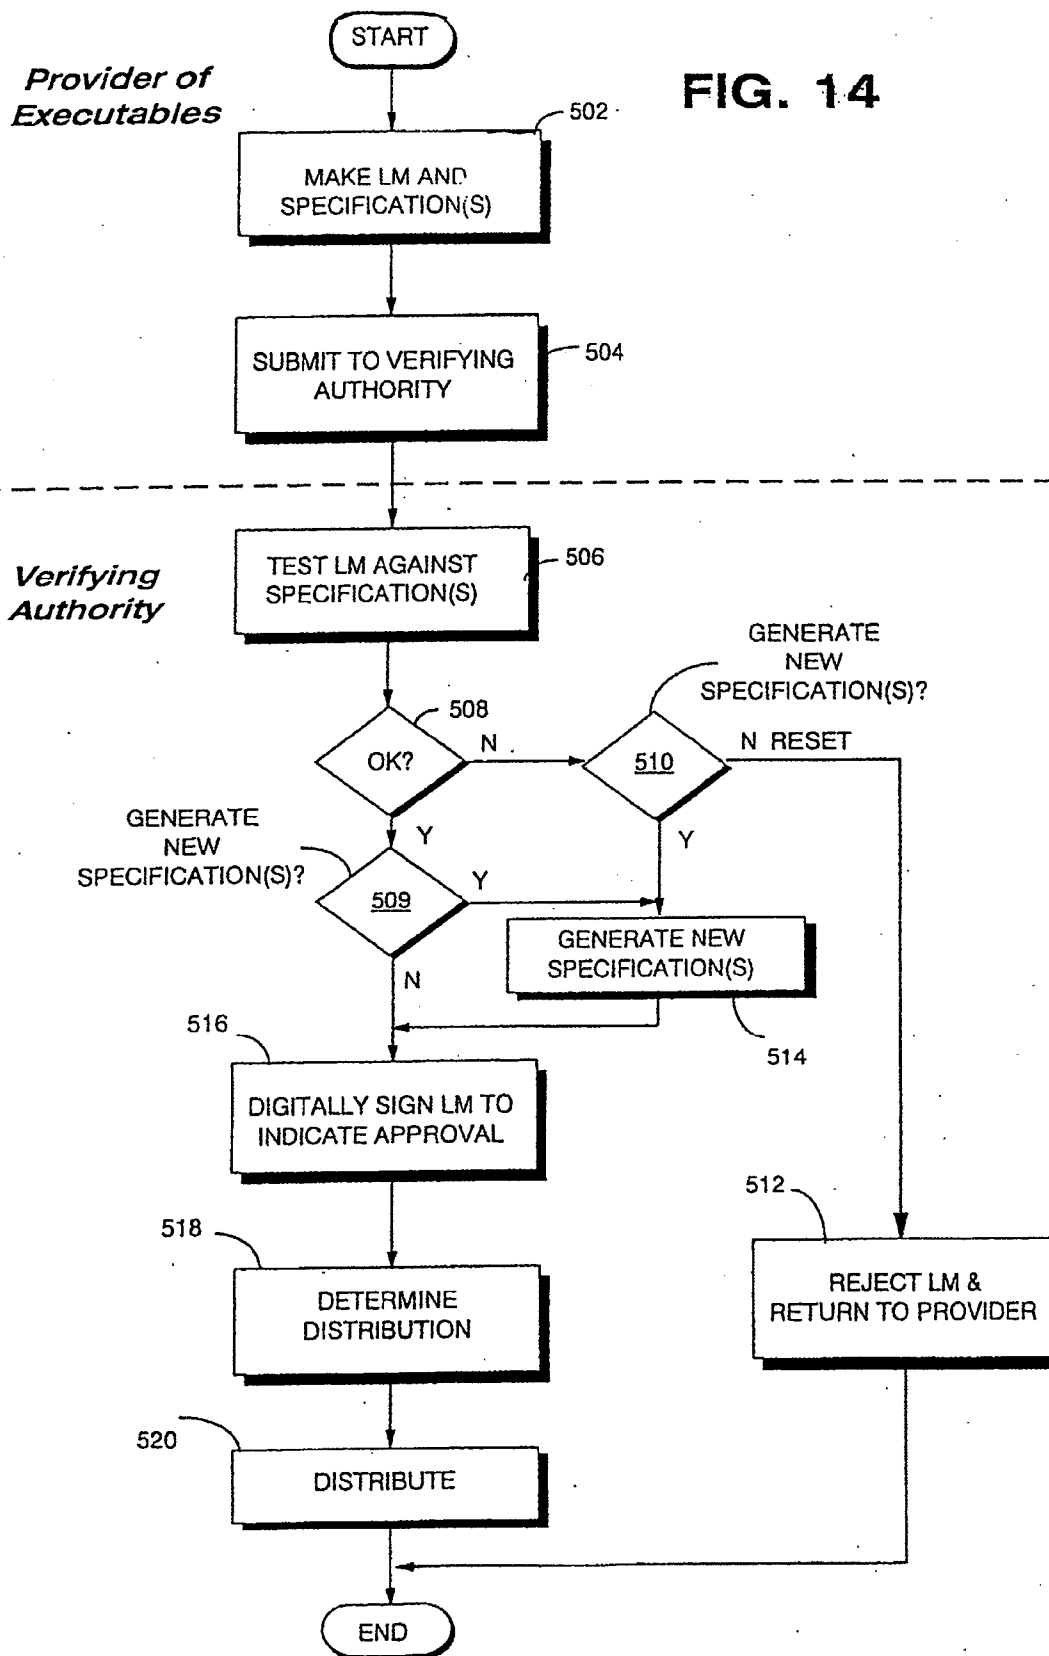 START
Provider of
Executables
FIG. 14
502
MAKE LM AND
SPECIFICATION(S)
SUBMIT TO VERIFYING
AUTHORITY
504
Verifying
Authority
TEST LM AGAINST
SPECIFICATION(S)
506
GENERATE
NEW
SPECIFICATION(S)?
508
OK?
N
510
N RESET
Y
GENERATE
NEW
SPECIFICATION(S)?
Y
509
Y
GENERATE NEW
SPECIFICATION(S)
N
514
516
DIGITALLY SIGN LM TO
INDICATE APPROVAL
512
518
DETERMINE
DISTRIBUTION
REJECT LM &
RETURN TO PROVIDER
520
DISTRIBUTE
END